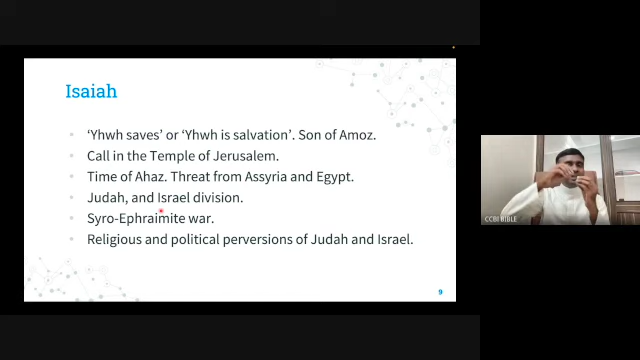 Isaiah
‘Yhwh saves’ or ‘Yhwh is salvation’. Son of Amoz.
Call in the Temple of Jerusalem.
Time of Ahaz. Threat from Assyria and Egypt.
Judah, and Israel division.
Syro-Ephraimite war.
Religious and political perversions of Judah and Israel.
9
CCBI BIBLE